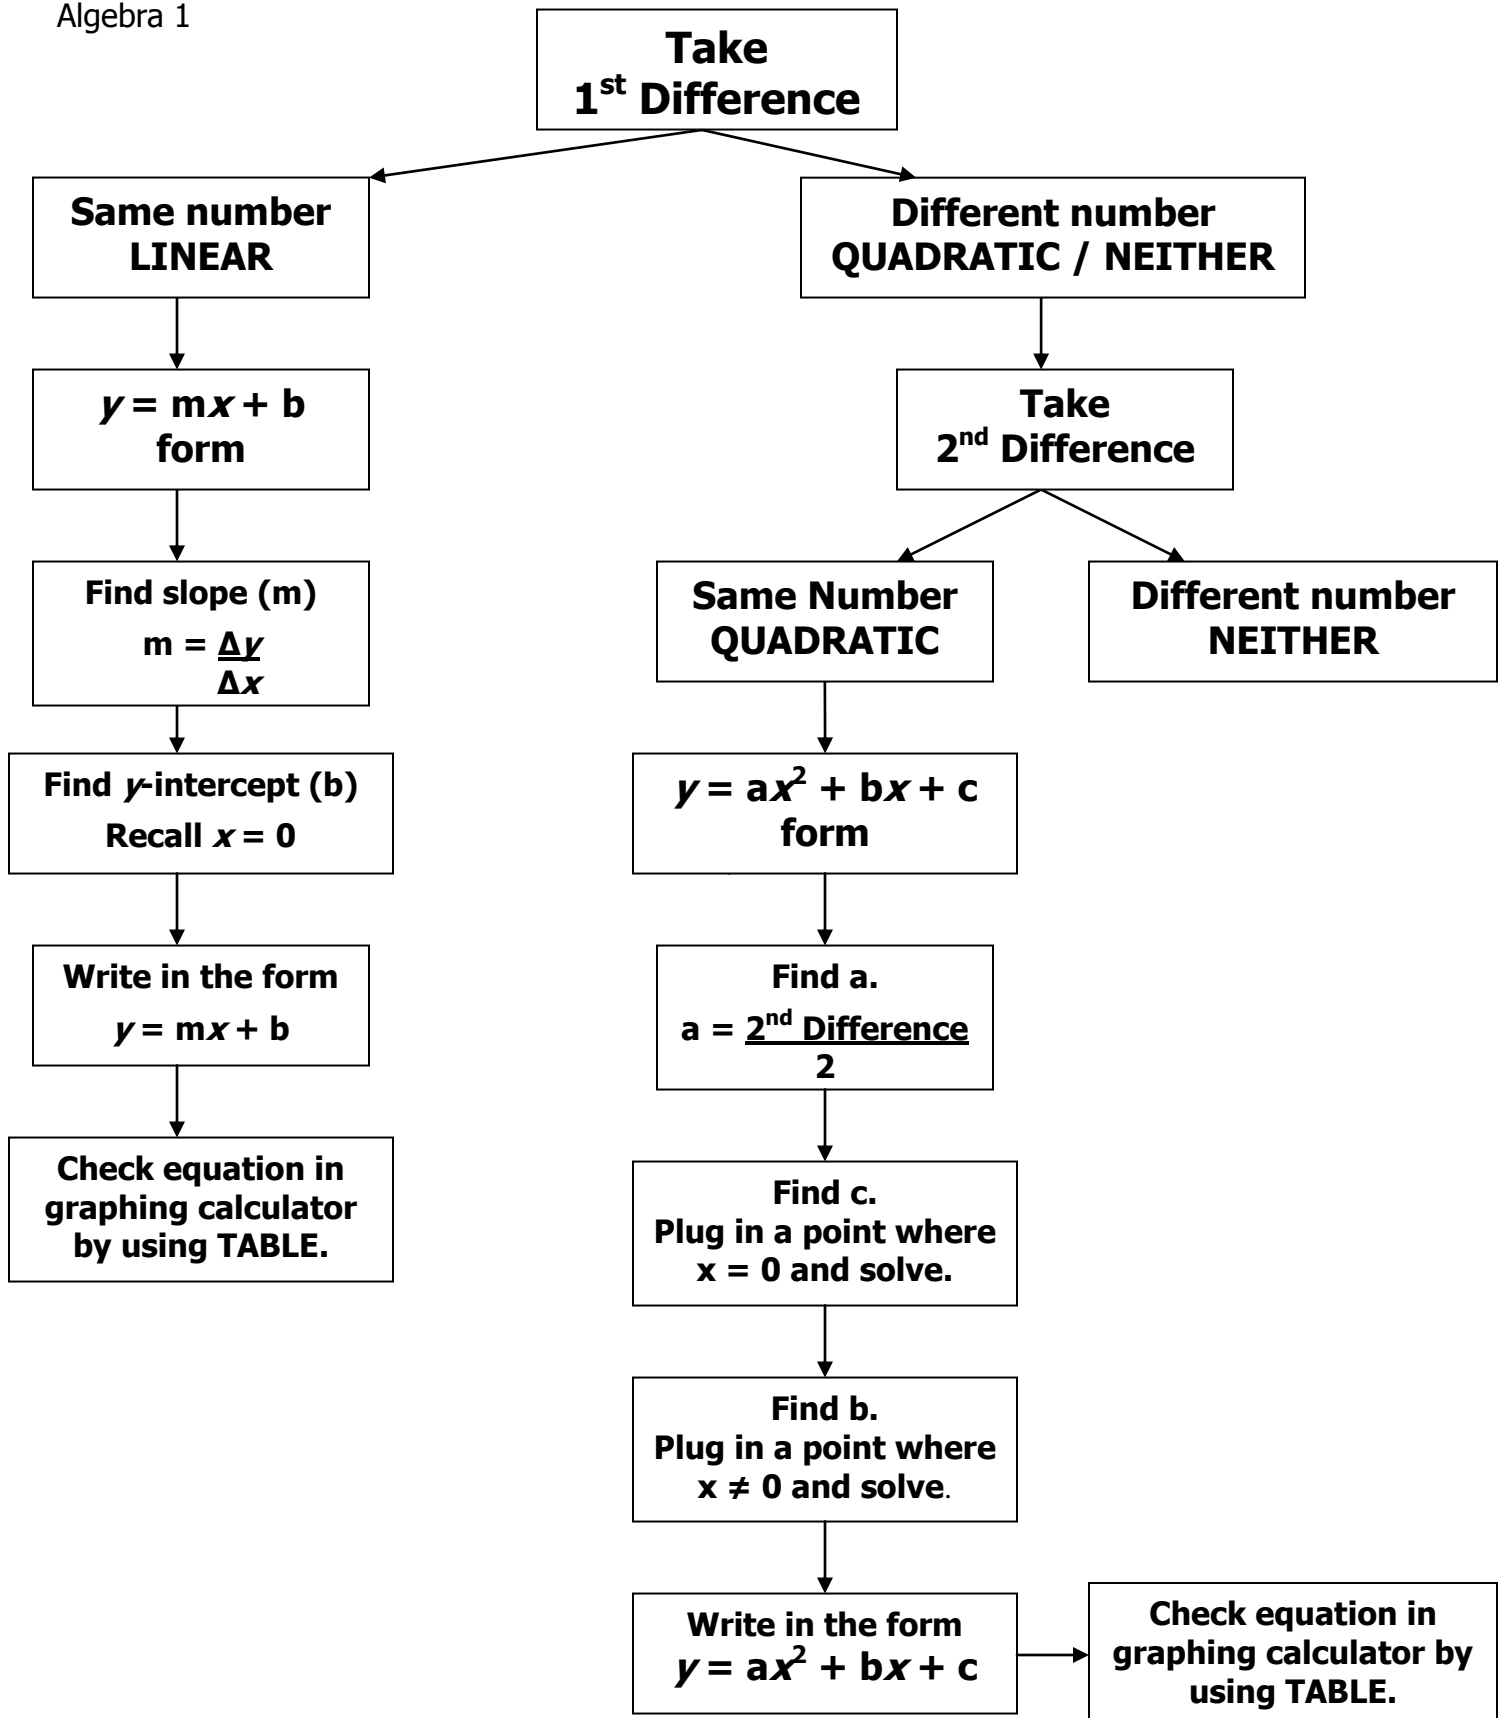 Algebra 1
Take
1st Difference
Same number
LINEAR
Different number
QUADRATIC / NEITHER
y = mx + b
form
Take
2nd Difference
Find slope (m)
m = Δy
Δx
Same Number
QUADRATIC
Different number
NEITHER
Find y-intercept (b)
Recall x = 0
y = ax² + bx + c
form
Write in the form
y = mx + b
Find a.
a = 2nd Difference
2
Check equation in
graphing calculator
by using TABLE.
Find c.
Plug in a point where
x = 0 and solve.
Find b.
Plug in a point where
x ≠ 0 and solve.
Write in the form
y = ax² + bx + c
Check equation in
graphing calculator by
using TABLE.